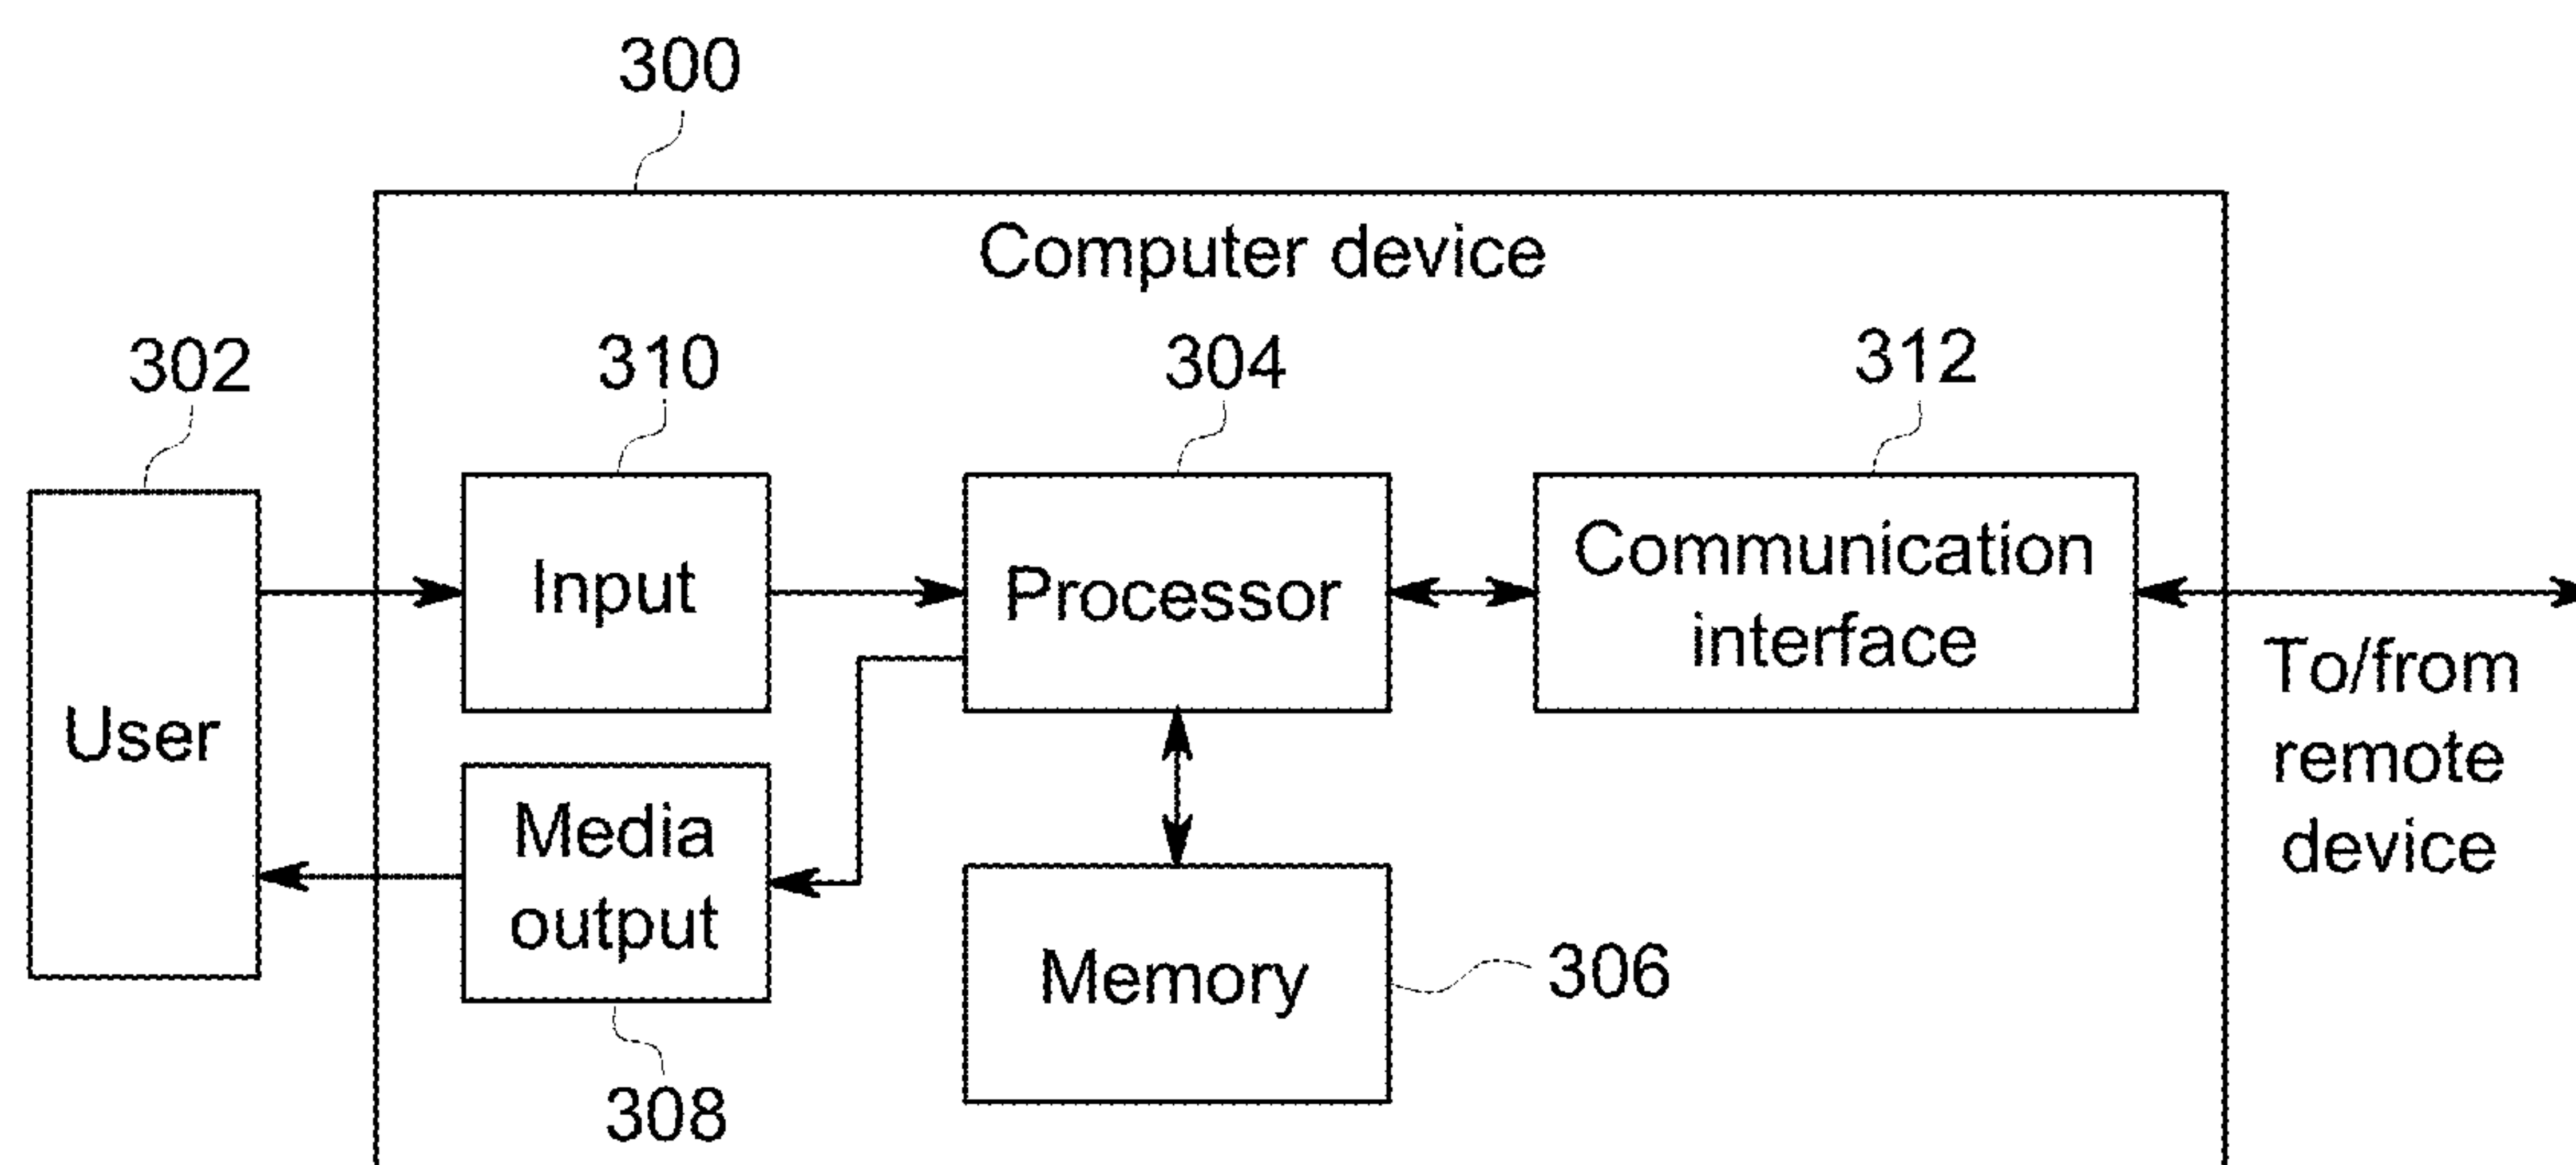 300
Computer device
302
310
304
312
User
Input
Processor
Communication
interface
To/from
remote
device
Media
output
Memory
306
308